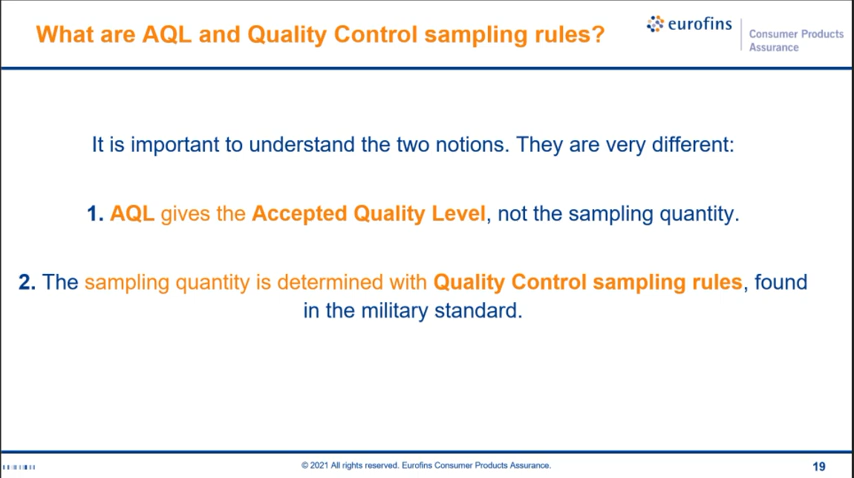 What are AQL and Quality Control sampling rules?
eurofins
Consumer Products
Assurance
It is important to understand the two notions. They are very different:
1. AQL gives the Accepted Quality Level, not the sampling quantity.
2. The sampling quantity is determined with Quality Control sampling rules, found
in the military standard.
© 2021 All rights reserved. Eurofins Consumer Products Assurance.
19